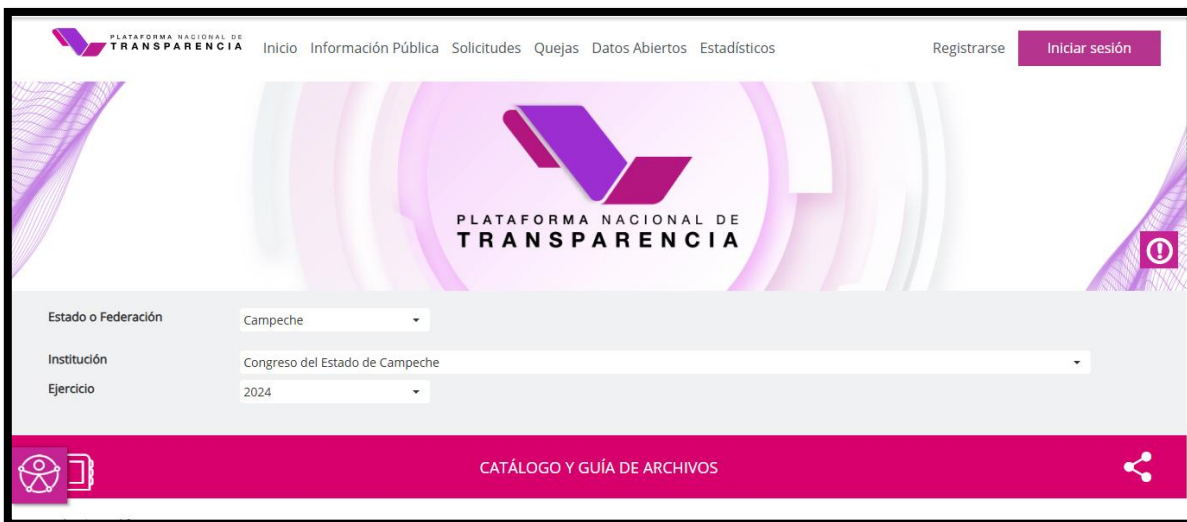 PLATAFORMA NACIONAL DE
TRANSPARENCIA
Inicio Información Pública Solicitudes Quejas Datos Abiertos Estadísticos Registrarse Iniciar sesión
PLATAFORMA NACIONAL DE
TRANSPARENCIA
Estado o Federación Campeche
Institución Congreso del Estado de Campeche
Ejercicio 2024
CATÁLOGO Y GUÍA DE ARCHIVOS